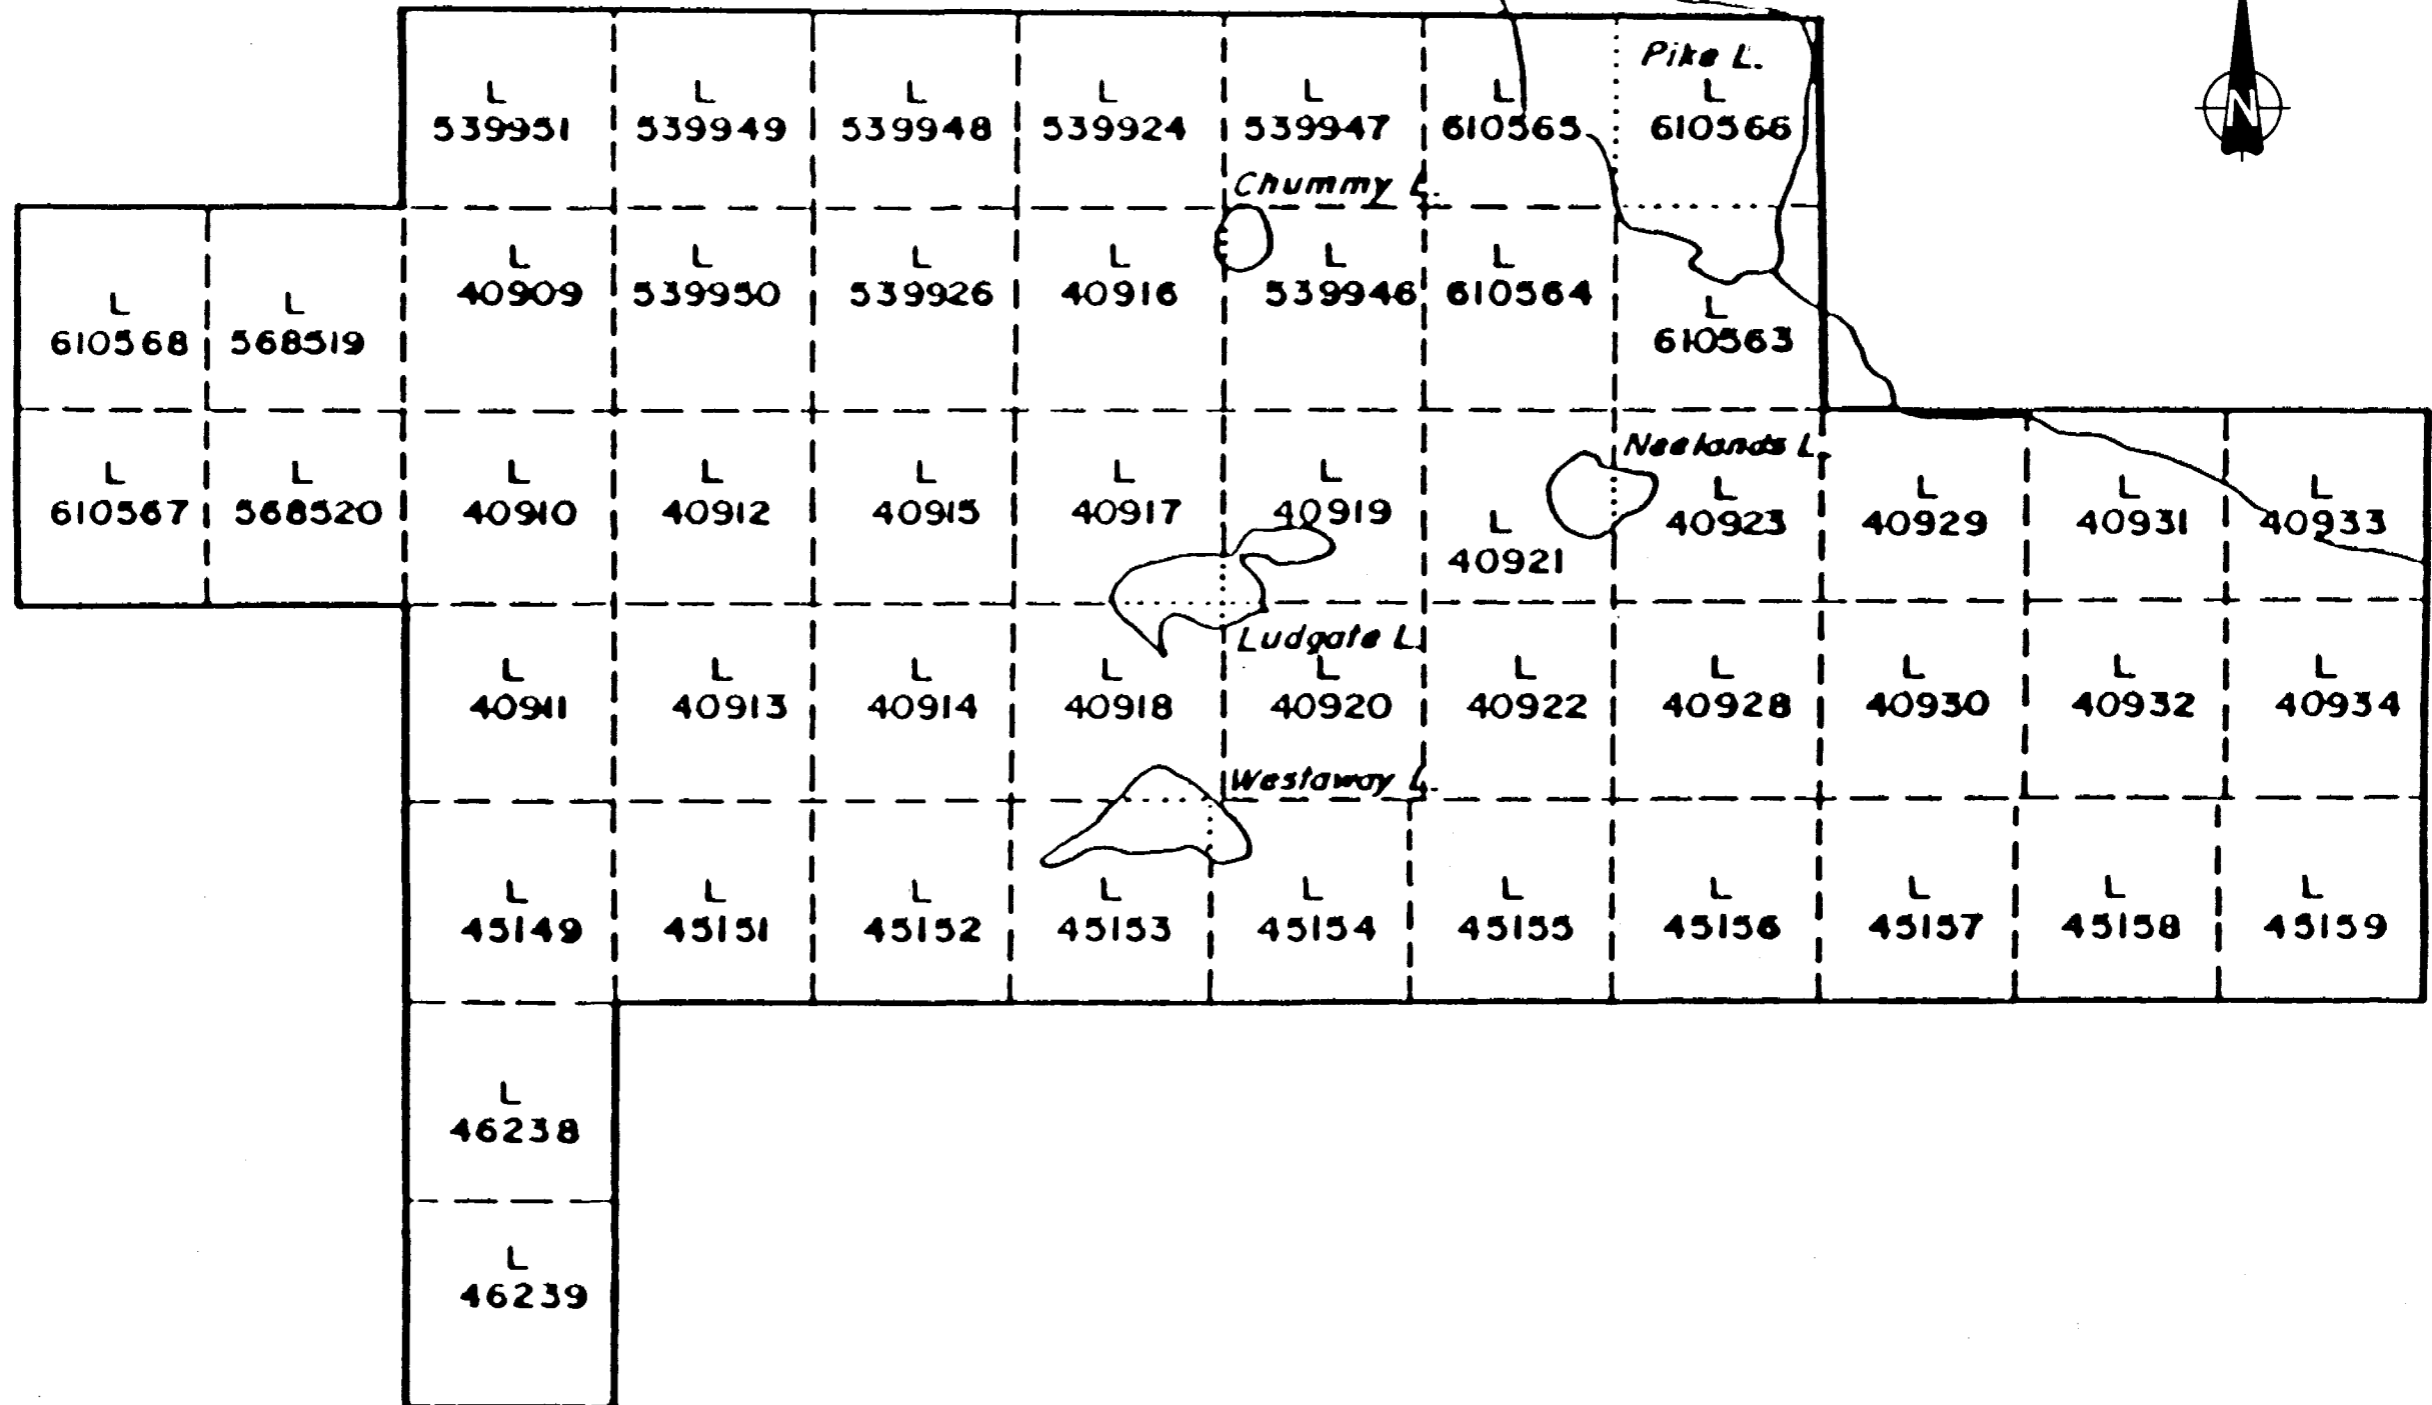 Pike L.
L
539951
L
539949
L
539948
L
539924
L
539947
L
610565
L
610566
N
Chummy L.
L
40909
L
539950
L
539926
L
40916
L
539946
L
610564
L
610563
L
610568
L
568519
Neelands L.
L
610567
L
568520
L
40910
L
40912
L
40915
L
40917
L
40919
L
40921
L
40923
L
40929
L
40931
L
40933
Ludgate L.
L
40911
L
40913
L
40914
L
40918
L
40920
L
40922
L
40928
L
40930
L
40932
L
40934
Westaway L.
L
45149
L
45151
L
45152
L
45153
L
45154
L
45155
L
45156
L
45157
L
45158
L
45159
L
46238
L
46239